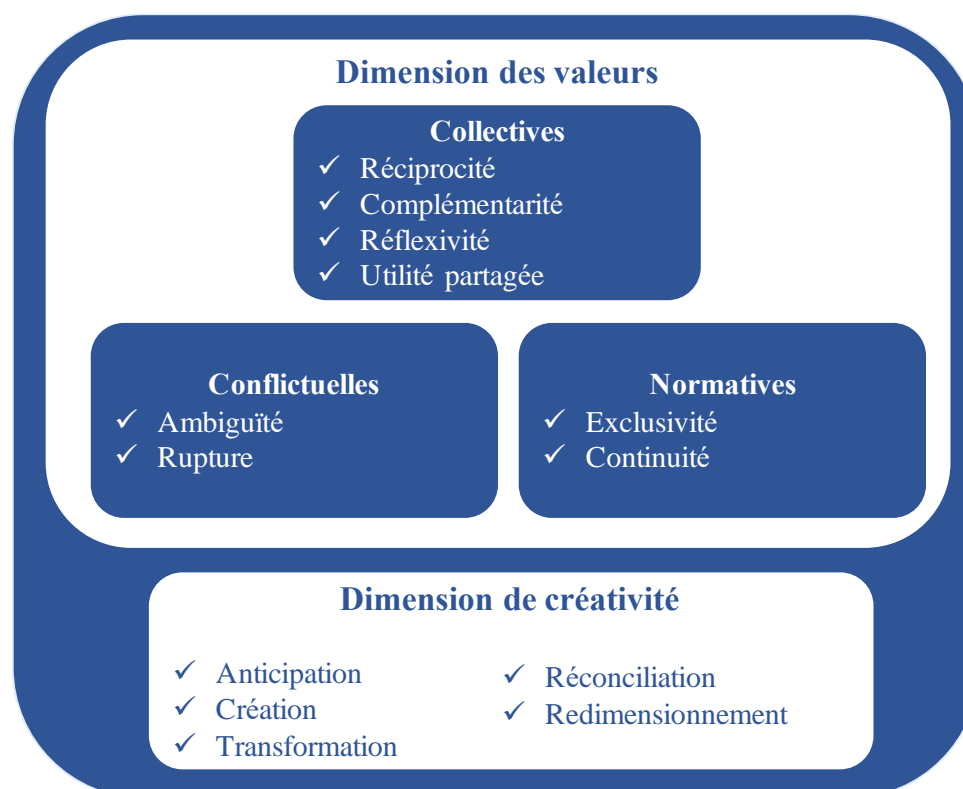 Dimension des valeurs
Collectives
✓ Réciprocité
✓ Complémentarité
✓ Réflexivité
✓ Utilité partagée
Conflictuelles
✓ Ambiguïté
✓ Rupture
Normatives
✓ Exclusivité
✓ Continuité
Dimension de créativité
✓ Anticipation
✓ Création
✓ Transformation
✓ Réconciliation
✓ Redimensionnement